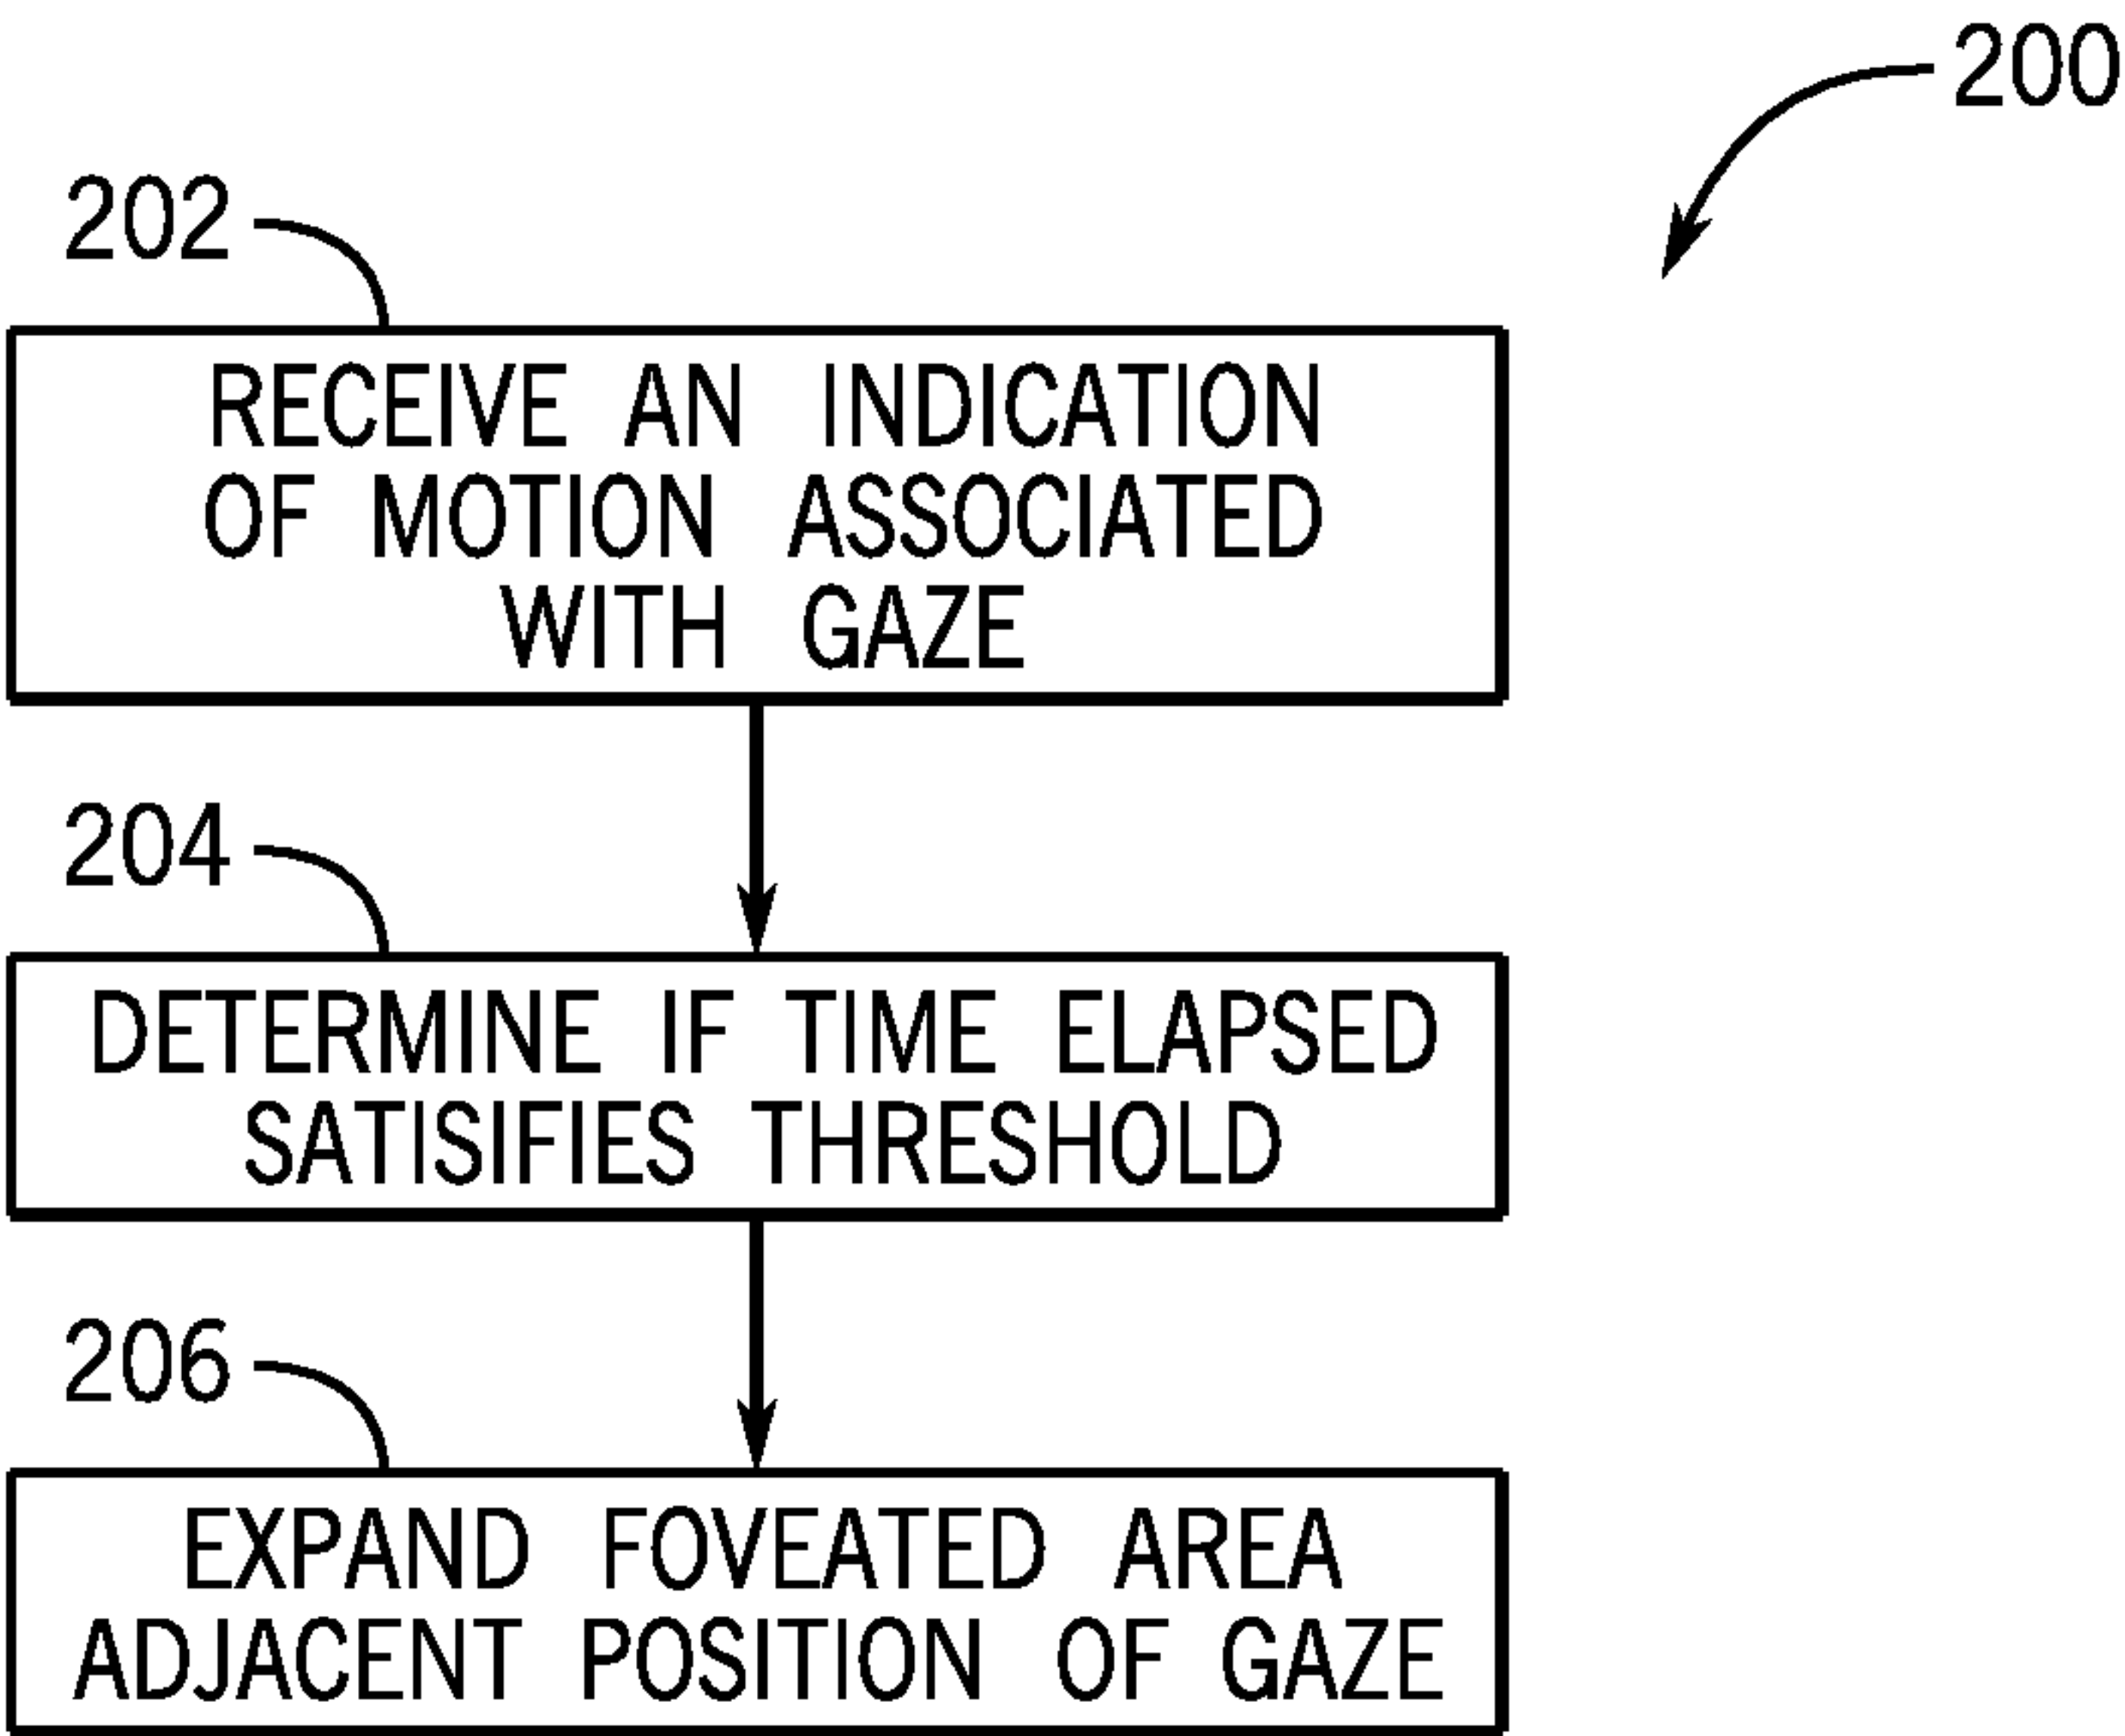 200
202
RECEIVE AN INDICATION
OF MOTION ASSOCIATED
WITH GAZE
204
DETERMINE IF TIME ELAPSED
SATISIFIES THRESHOLD
206
EXPAND FOVEATED AREA
ADJACENT POSITION OF GAZE